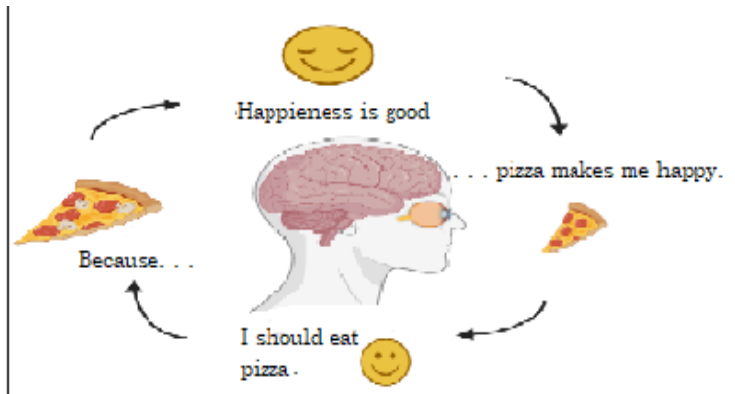 Happieness is good
. . . pizza makes me happy.
Because. . .
I should eat
pizza.